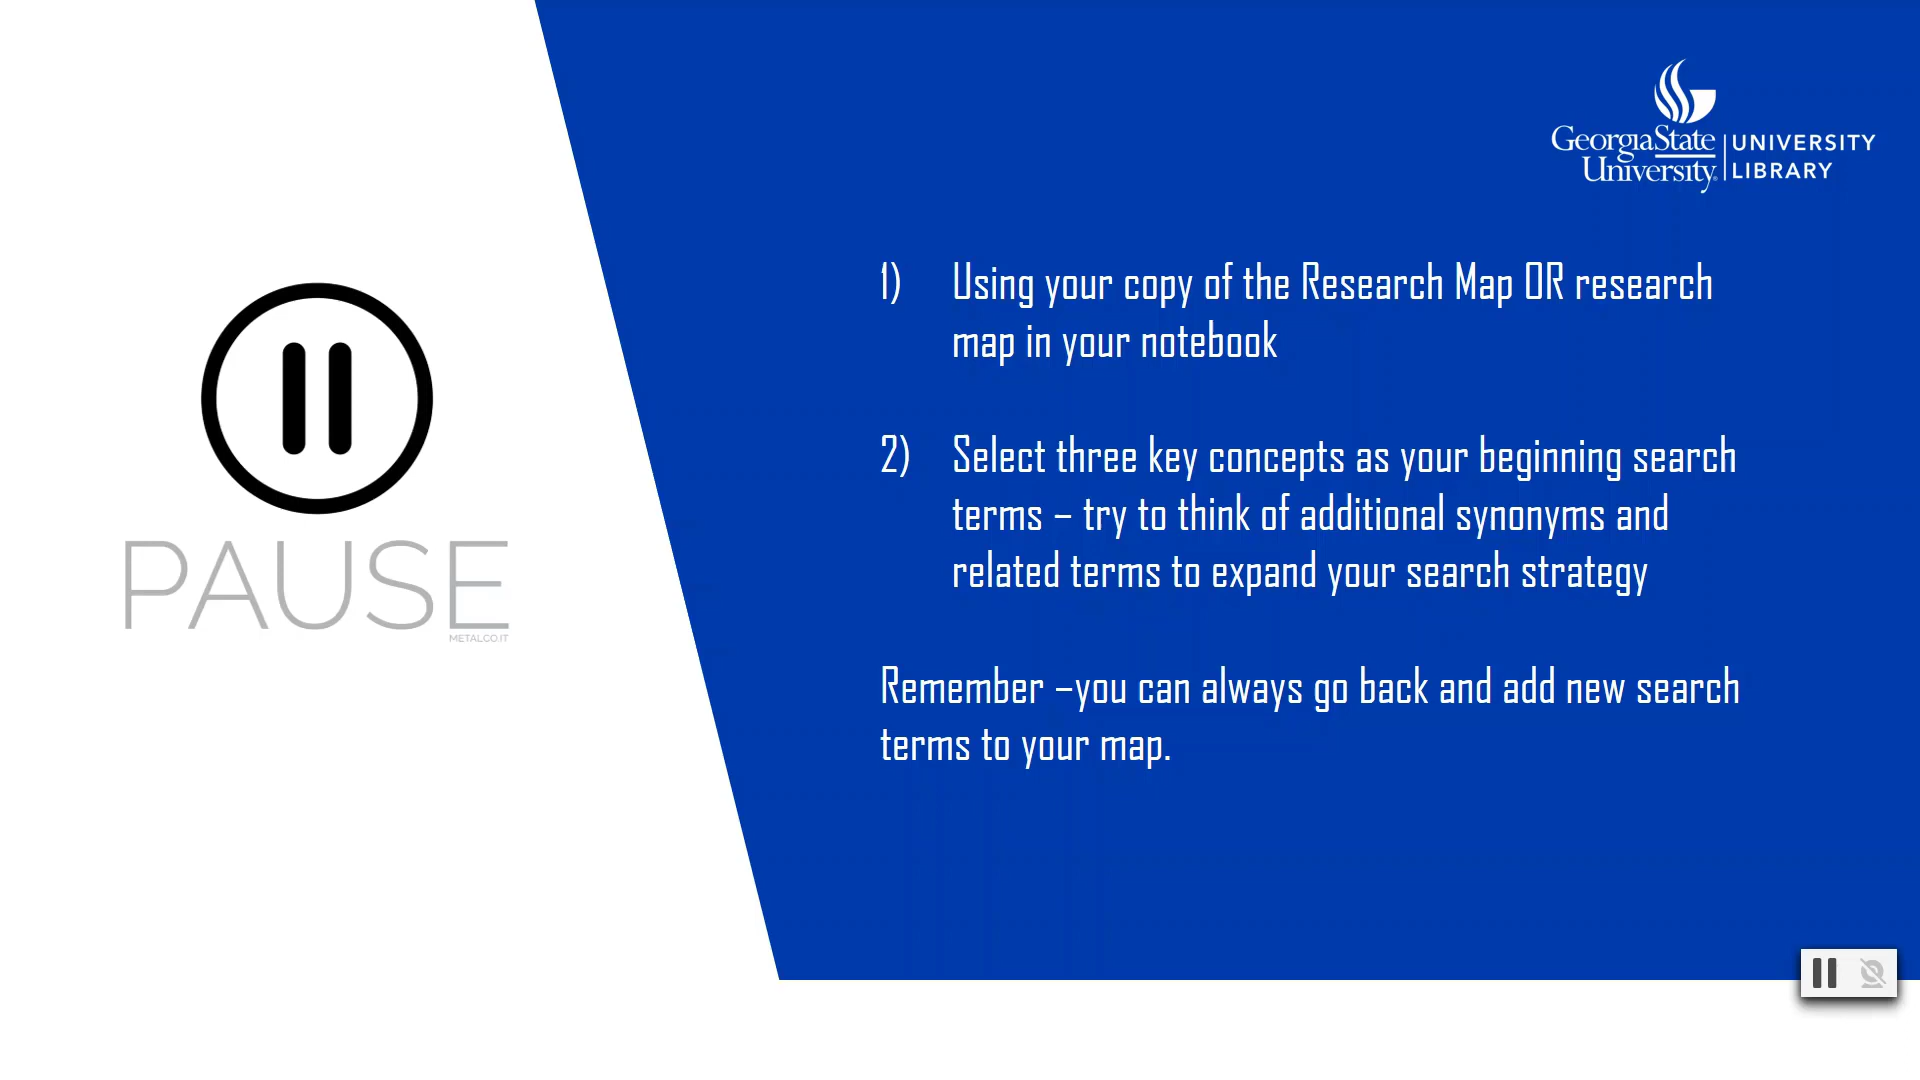 GeorgiaState
University
UNIVERSITY
LIBRARY
PAUSE
METALCO.IT
1) Using your copy of the Research Map OR research
map in your notebook
2) Select three key concepts as your beginning search
terms – try to think of additional synonyms and
related terms to expand your search strategy
Remember –you can always go back and add new search
terms to your map.